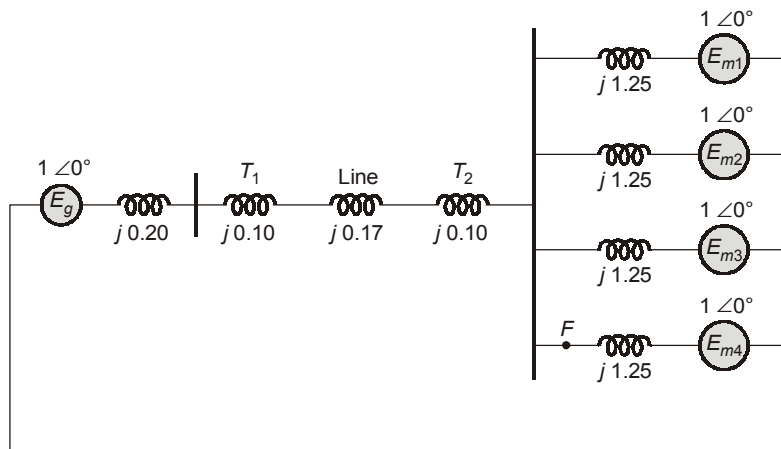 1 ∠0°
E_m1
j 1.25
1 ∠0°
E_m2
j 1.25
1 ∠0°
E_g
j 0.20
T_1
j 0.10
Line
j 0.17
T_2
j 0.10
1 ∠0°
E_m3
j 1.25
1 ∠0°
F
E_m4
j 1.25